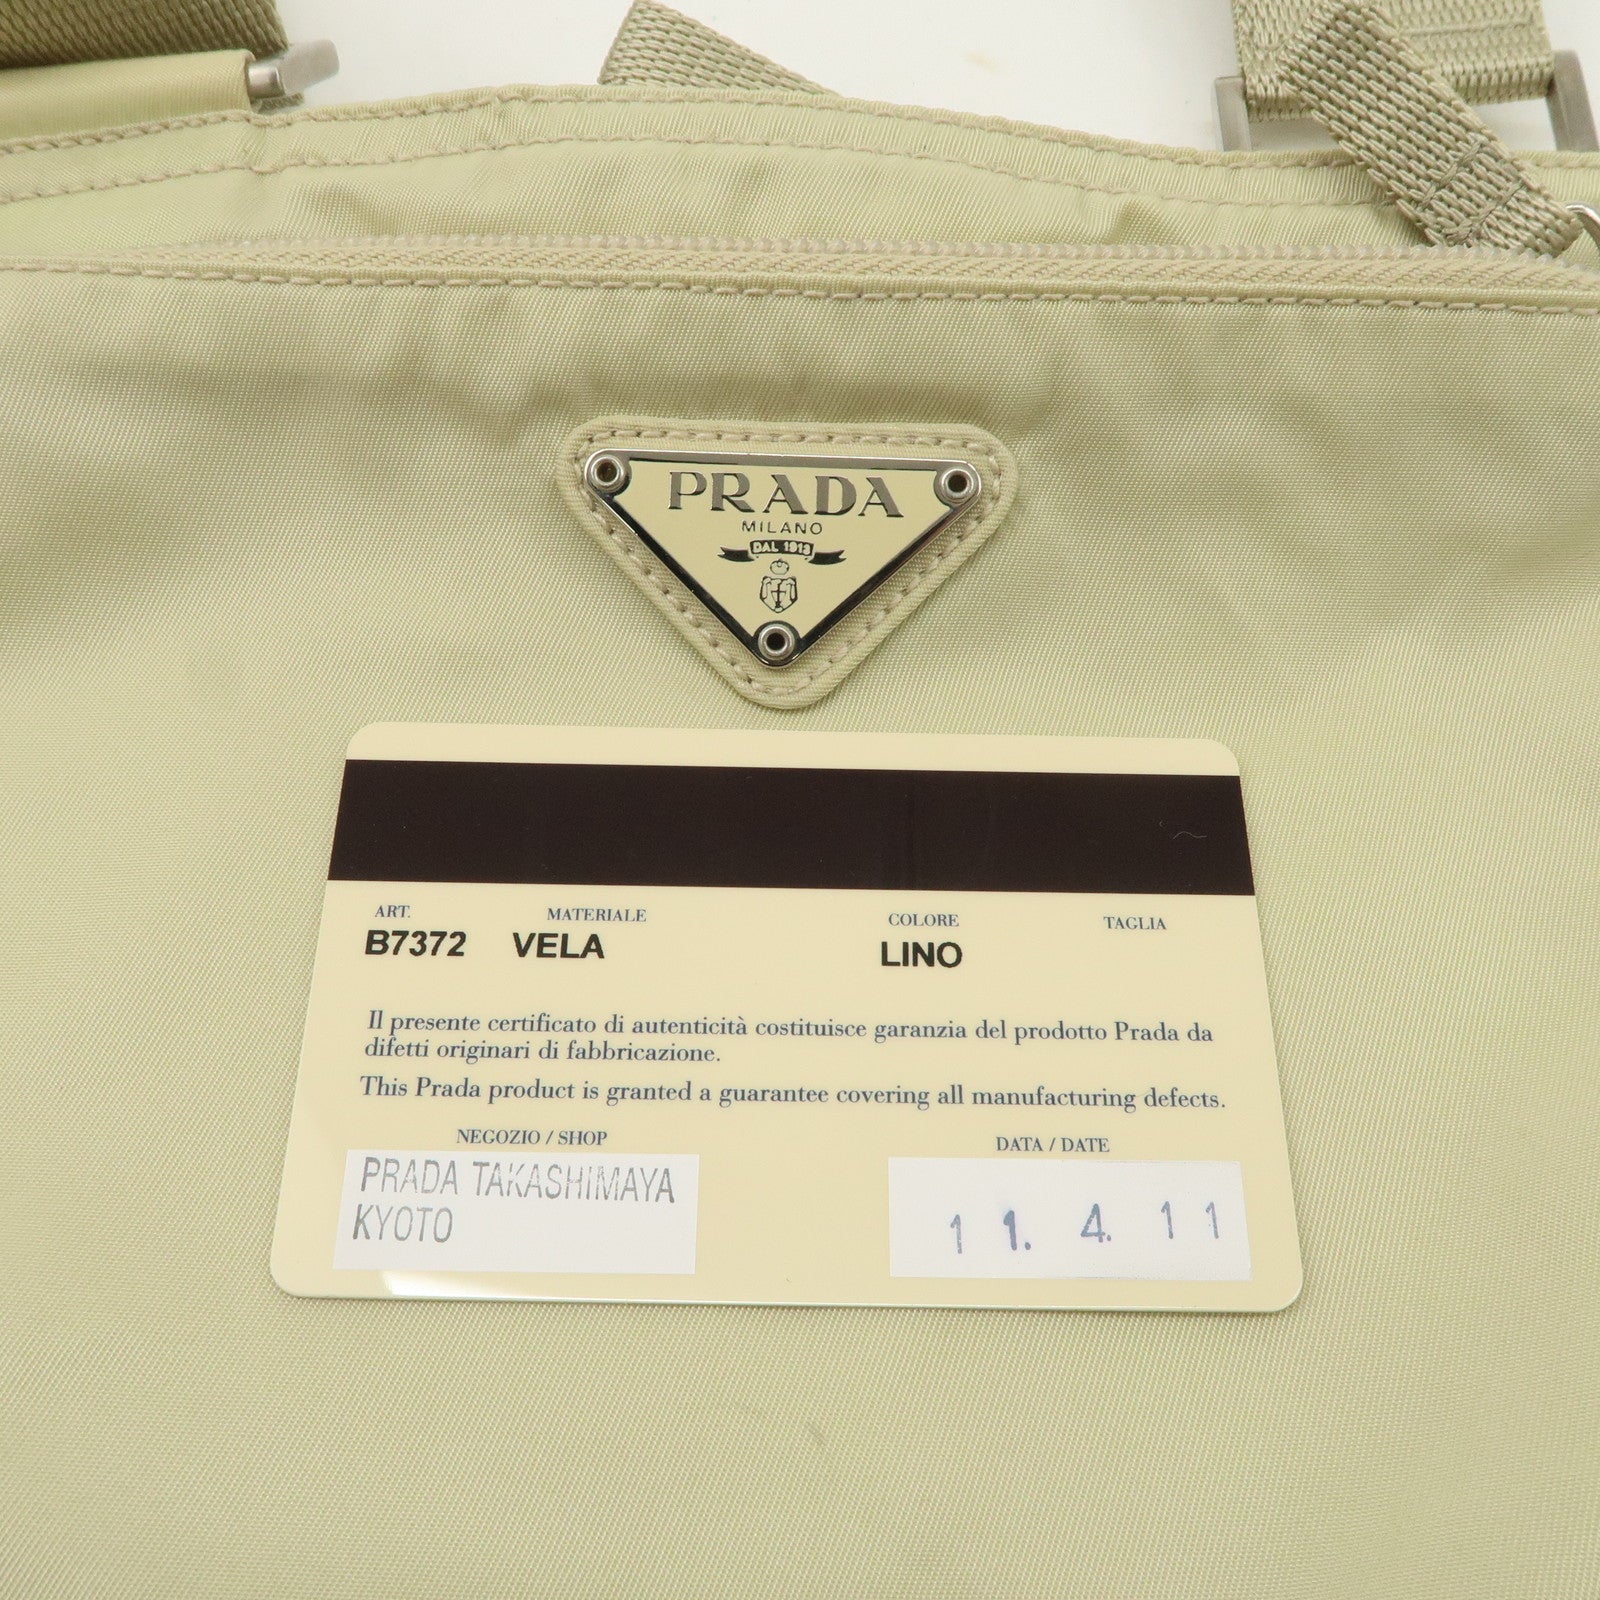 PRADA
MILANO
DAL 1913
ART. MATERIALE COLORE TAGLIA
B7372 VELA LINO
Il presente certificato di autenticità costituisce garanzia del prodotto Prada da
difetti originari di fabbricazione.
This Prada product is granted a guarantee covering all manufacturing defects.
NEGOZIO / SHOP DATA / DATE
PRADA TAKASHIMAYA
KYOTO
11. 4. 11